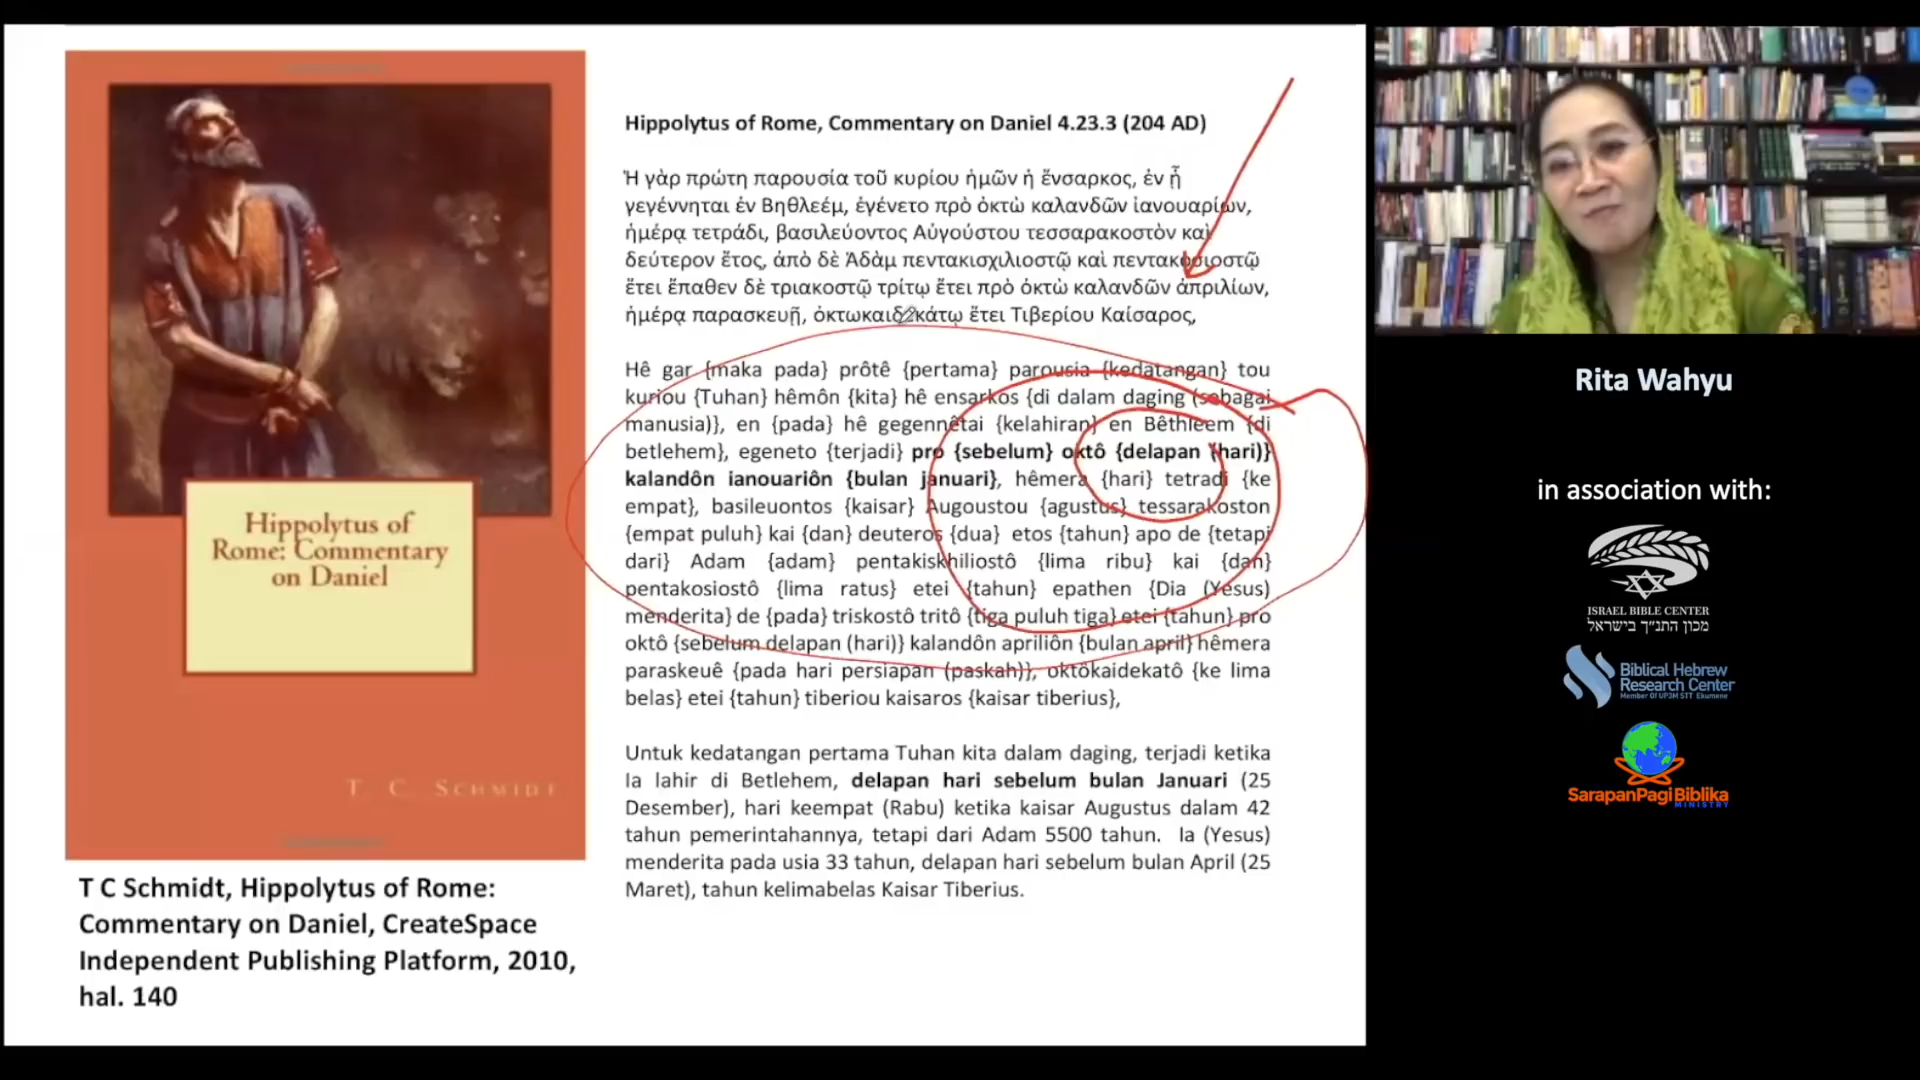 Hippolytus of
Rome: Commentary
on Daniel
T. C. SCHMIDT
T C Schmidt, Hippolytus of Rome:
Commentary on Daniel, CreateSpace
Independent Publishing Platform, 2010,
hal. 140
Hippolytus of Rome, Commentary on Daniel 4.23.3 (204 AD)
Ἡ γὰρ πρώτη παρουσία τοῦ κυρίου ἡμῶν ἡ ἔνσαρκος, ἐν ᾗ
γεγέννηται ἐν Βηθλεέμ, ἐγένετο πρὸ ὀκτὼ καλανδῶν ἰανουαρίων,
ἡμέρᾳ τετράδι, βασιλεύοντος Αὐγούστου τεσσαρακοστὸν καὶ
δεύτερον ἔτος, ἀπὸ δὲ Ἀδὰμ πεντακισχιλιοστῷ καὶ πεντακοσιοστῷ
ἔτει ἔπαθεν δὲ τριακοστῷ τρίτῳ ἔτει πρὸ ὀκτὼ καλανδῶν ἀπριλίων,
ἡμέρᾳ παρασκευῇ, ὀκτωκαιδεκάτῳ ἔτει Τιβερίου Καίσαρος,
Hê gar {maka pada} prôtê {pertama} parousia {kedatangan} tou
kuriou {Tuhan} hêmôn {kita} hê ensarkos {di dalam daging (sebagai
manusia)}, en {pada} hê gegennêtai {kelahiran} en Bêthleem {di
betlehem}, egeneto {terjadi} pro {sebelum} oktô {delapan (hari)}
kalandôn ianouariôn {bulan januari}, hêmera {hari} tetradi {ke
empat}, basileuontos {kaisar} Augoustou {agustus} tessarakoston
{empat puluh} kai {dan} deuteros {dua} etos {tahun} apo de {tetapi
dari} Adam {adam} pentakiskhiliostô {lima ribu} kai {dan}
pentakosiostô {lima ratus} etei {tahun} epathen {Dia (Yesus)
menderita} de {pada} triskostô tritô {tiga puluh tiga} etei {tahun} pro
oktô {sebelum delapan (hari)} kalandôn apriliôn {bulan april} hêmera
paraskeuê {pada hari persiapan (paskah)}, oktôkaidekatô {ke lima
belas} etei {tahun} tiberiou kaisaros {kaisar tiberius},
Untuk kedatangan pertama Tuhan kita dalam daging, terjadi ketika
Ia lahir di Betlehem, delapan hari sebelum bulan Januari (25
Desember), hari keempat (Rabu) ketika kaisar Augustus dalam 42
tahun pemerintahannya, tetapi dari Adam 5500 tahun. Ia (Yesus)
menderita pada usia 33 tahun, delapan hari sebelum bulan April (25
Maret), tahun kelimabelas Kaisar Tiberius.
Rita Wahyu
in association with:
ISRAEL BIBLE CENTER
מכון התנ״ך בישראל
Biblical Hebrew
Research Center
Member Of UP3M STT Ekumene
SarapanPagiBiblika
MINISTRY